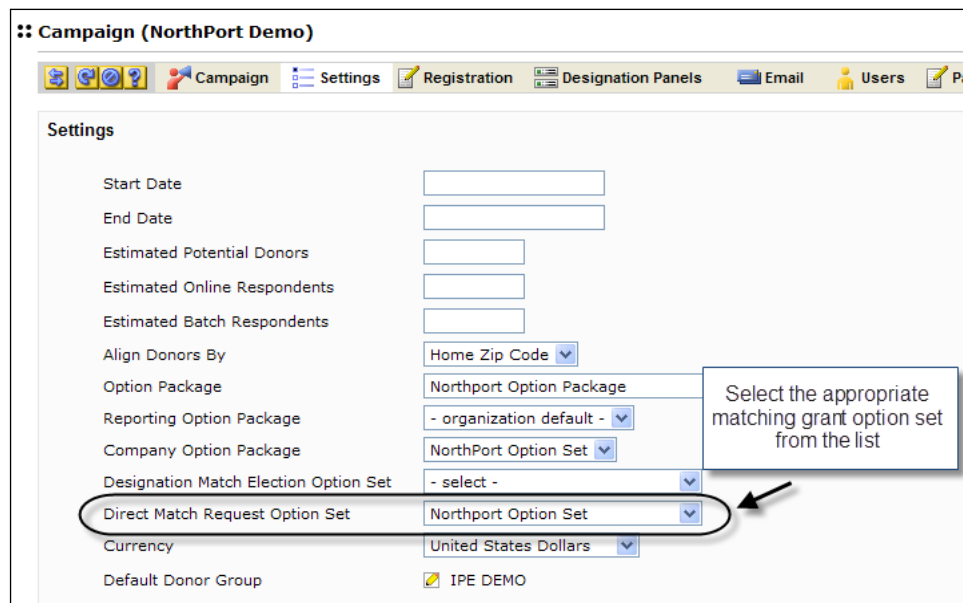 Campaign (NorthPort Demo)
Campaign Settings Registration Designation Panels Email Users P
Settings
Start Date
End Date
Estimated Potential Donors
Estimated Online Respondents
Estimated Batch Respondents
Align Donors By Home Zip Code
Option Package Northport Option Package
Reporting Option Package - organization default -
Company Option Package NorthPort Option Set
Designation Match Election Option Set - select -
Direct Match Request Option Set Northport Option Set
Currency United States Dollars
Default Donor Group IPE DEMO
Select the appropriate
matching grant option set
from the list